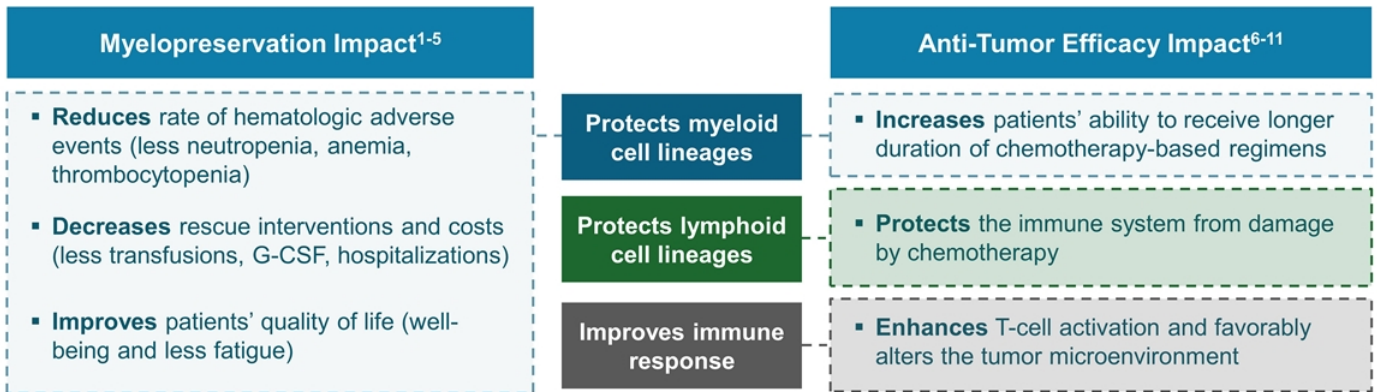 Myelopreservation Impact1-5
▪ Reduces rate of hematologic adverse
events (less neutropenia, anemia,
thrombocytopenia)
▪ Decreases rescue interventions and costs
(less transfusions, G-CSF, hospitalizations)
▪ Improves patients’ quality of life (well-
being and less fatigue)
Protects myeloid
cell lineages
Protects lymphoid
cell lineages
Improves immune
response
Anti-Tumor Efficacy Impact6-11
▪ Increases patients’ ability to receive longer
duration of chemotherapy-based regimens
▪ Protects the immune system from damage
by chemotherapy
▪ Enhances T-cell activation and favorably
alters the tumor microenvironment